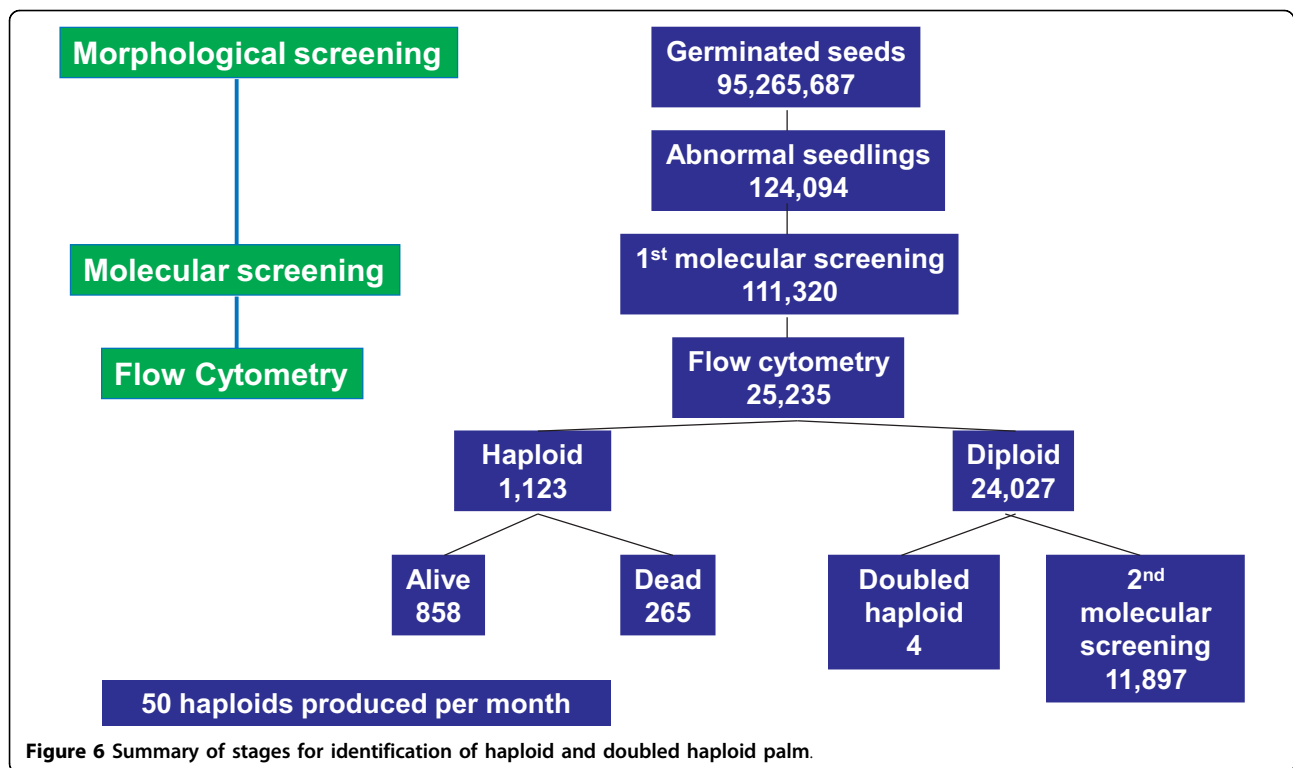 Morphological screening
Molecular screening
Flow Cytometry
Germinated seeds
95,265,687
Abnormal seedlings
124,094
1st molecular screening
111,320
Flow cytometry
25,235
Haploid
1,123
Diploid
24,027
Alive
858
Dead
265
Doubled
haploid
4
2nd
molecular
screening
11,897
50 haploids produced per month
Figure 6 Summary of stages for identification of haploid and doubled haploid palm.